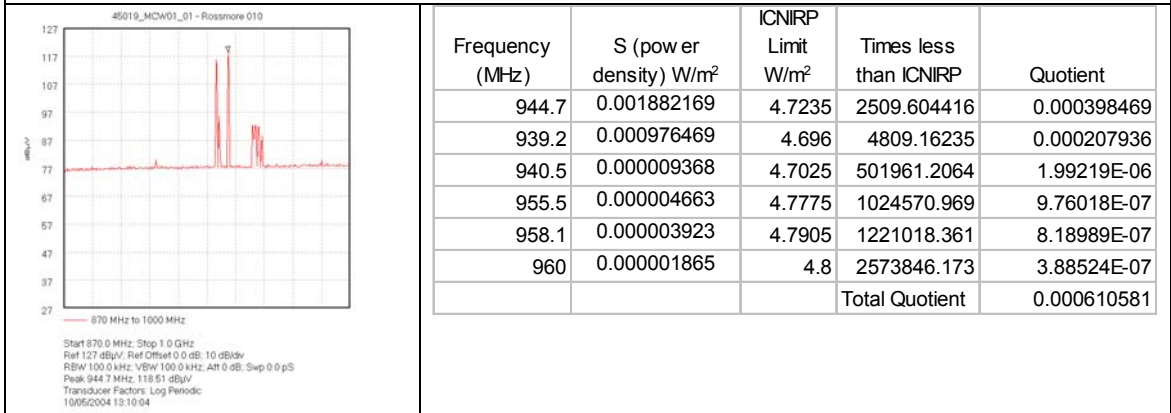 45019_MCW01_01 - Rossmore 010
127
117
107
97
87
77
67
57
47
37
27
dBµV
870 MHz to 1000 MHz
Start 870.0 MHz; Stop 1.0 GHz
Ref 127 dBµV; Ref Offset 0.0 dB; 10 dB/div
RBW 100.0 kHz; VBW 100.0 kHz; Att 0 dB; Swp 0.0 pS
Peak 944.7 MHz, 118.51 dBµV
Transducer Factors: Log Periodic
10/05/2004 13:10:04
Frequency (MHz) S (power density) W/m² ICNIRP Limit W/m² Times less than ICNIRP Quotient
944.7 0.001882169 4.7235 2509.604416 0.000398469
939.2 0.000976469 4.696 4809.16235 0.000207936
940.5 0.000009368 4.7025 501961.2064 1.99219E-06
955.5 0.000004663 4.7775 1024570.969 9.76018E-07
958.1 0.000003923 4.7905 1221018.361 8.18989E-07
960 0.000001865 4.8 2573846.173 3.88524E-07
Total Quotient 0.000610581